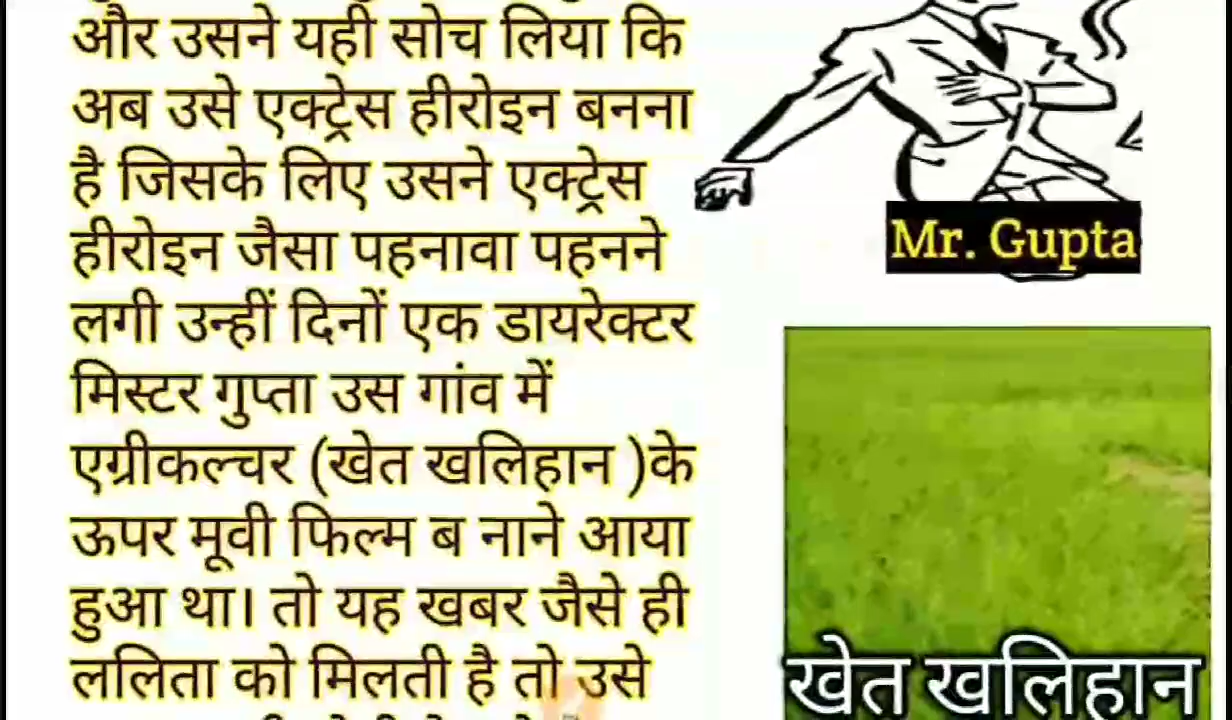 और उसने यही सोच लिया कि
अब उसे एक्ट्रेस हीरोइन बनना
है जिसके लिए उसने एक्ट्रेस
हीरोइन जैसा पहनावा पहनने
लगी उन्हीं दिनों एक डायरेक्टर
मिस्टर गुप्ता उस गांव में
एग्रीकल्चर (खेत खलिहान )के
ऊपर मूवी फिल्म ब नाने आया
हुआ था। तो यह खबर जैसे ही
ललिता को मिलती है तो उसे
Mr. Gupta
खेत खलिहान